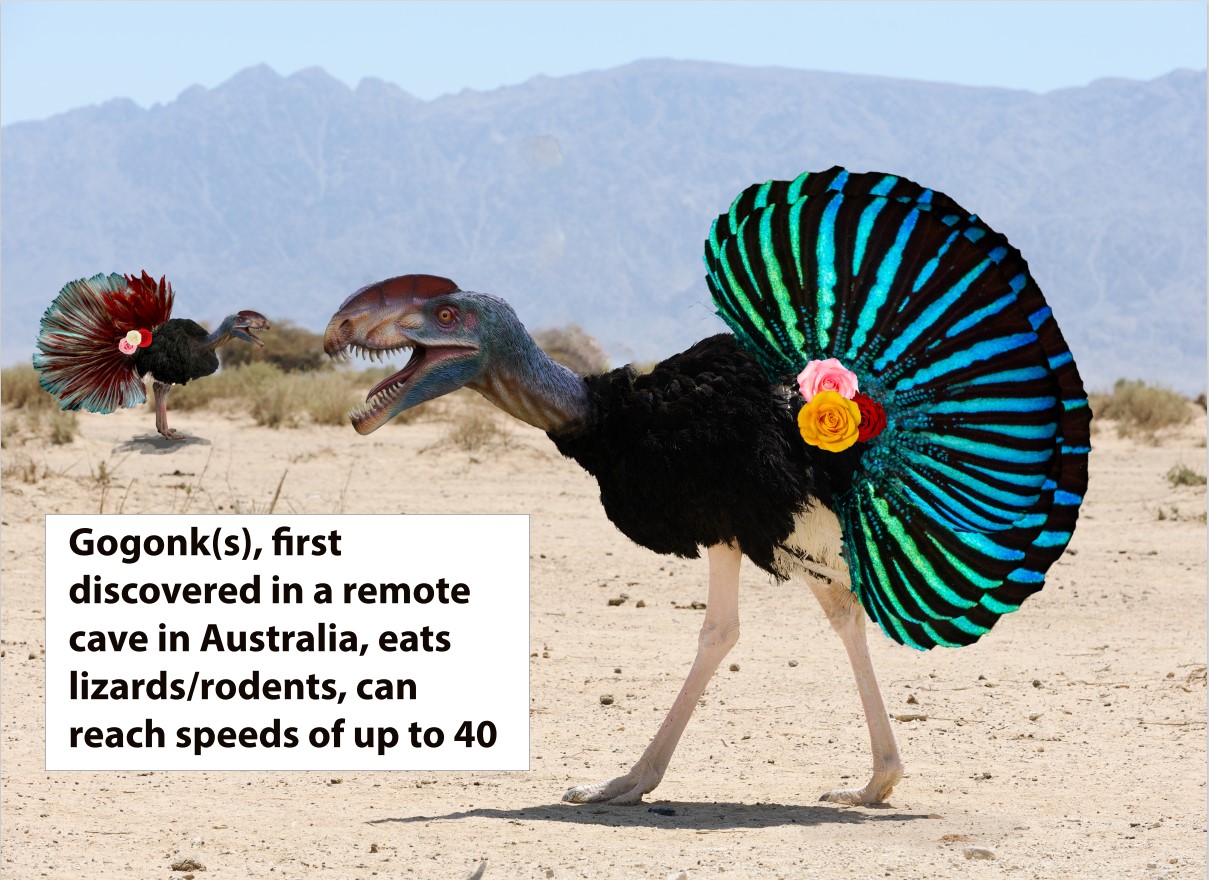 Gogonk(s), first
discovered in a remote
cave in Australia, eats
lizards/rodents, can
reach speeds of up to 40